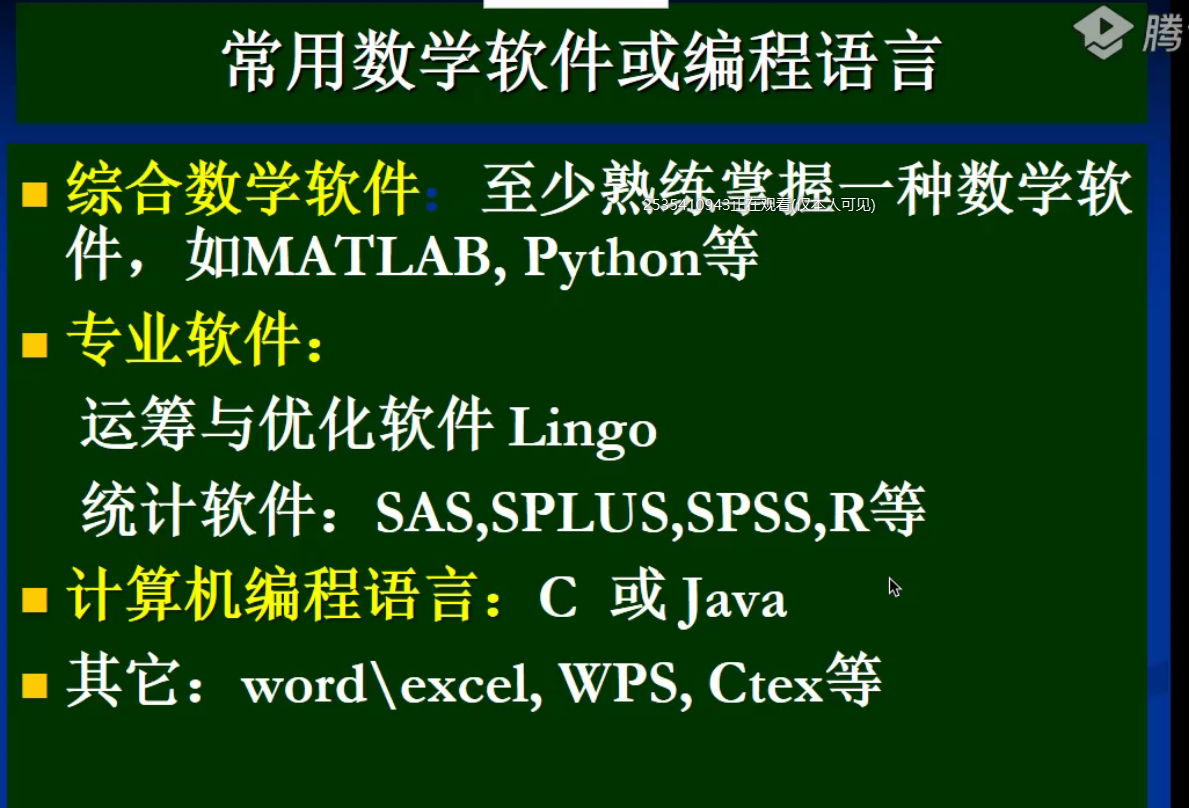 常用数学软件或编程语言
腾
综合数学软件：至少熟练掌握一种数学软
2535410943正在观看(仅本人可见)
件，如MATLAB, Python等
专业软件：
运筹与优化软件 Lingo
统计软件：SAS,SPLUS,SPSS,R等
计算机编程语言：C 或 Java
其它：word\excel, WPS, Ctex等